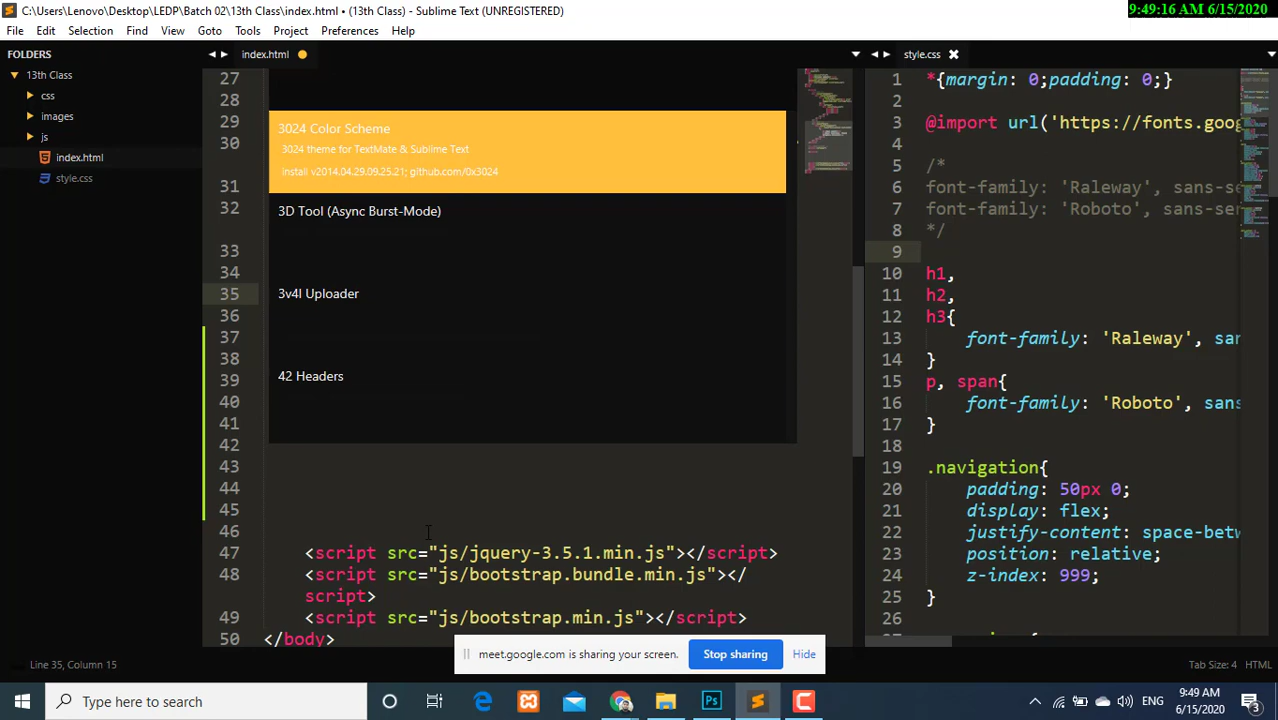 C:\Users\Lenovo\Desktop\LEDP\Batch 02\13th Class\index.html • (13th Class) - Sublime Text (UNREGISTERED)
9:49:16 AM 6/15/2020
File Edit Selection Find View Goto Tools Project Preferences Help
FOLDERS
13th Class
css
images
js
index.html
style.css
index.html
27
28
29
30
31
32
33
34
35
36
37
38
39
40
41
42
43
44
45
46
3024 Color Scheme
3024 theme for TextMate & Sublime Text
install v2014.04.29.09.25.21; github.com/0x3024
3D Tool (Async Burst-Mode)
3v4l Uploader
42 Headers
47 <script src="js/jquery-3.5.1.min.js"></script>
48 <script src="js/bootstrap.bundle.min.js"></
script>
49 <script src="js/bootstrap.min.js"></script>
50 </body>
style.css
1 *{margin: 0;padding: 0;}
2
3 @import url('https://fonts.goog
4
5 /*
6 font-family: 'Raleway', sans-se
7 font-family: 'Roboto', sans-ser
8 */
9
10 h1,
11 h2,
12 h3{
13 font-family: 'Raleway', san
14 }
15 p, span{
16 font-family: 'Roboto', sans
17 }
18
19 .navigation{
20 padding: 50px 0;
21 display: flex;
22 justify-content: space-betw
23 position: relative;
24 z-index: 999;
25 }
26
meet.google.com is sharing your screen. Stop sharing Hide
Line 35, Column 15
Tab Size: 4 HTML
Type here to search
Ps
ENG
9:49 AM
6/15/2020
3